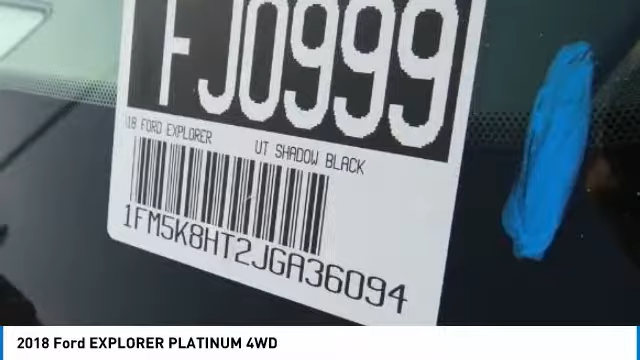 FJ0999
18 FORD EXPLORER UT SHADOW BLACK
1FM5K8HT2JGA36094
2018 Ford EXPLORER PLATINUM 4WD